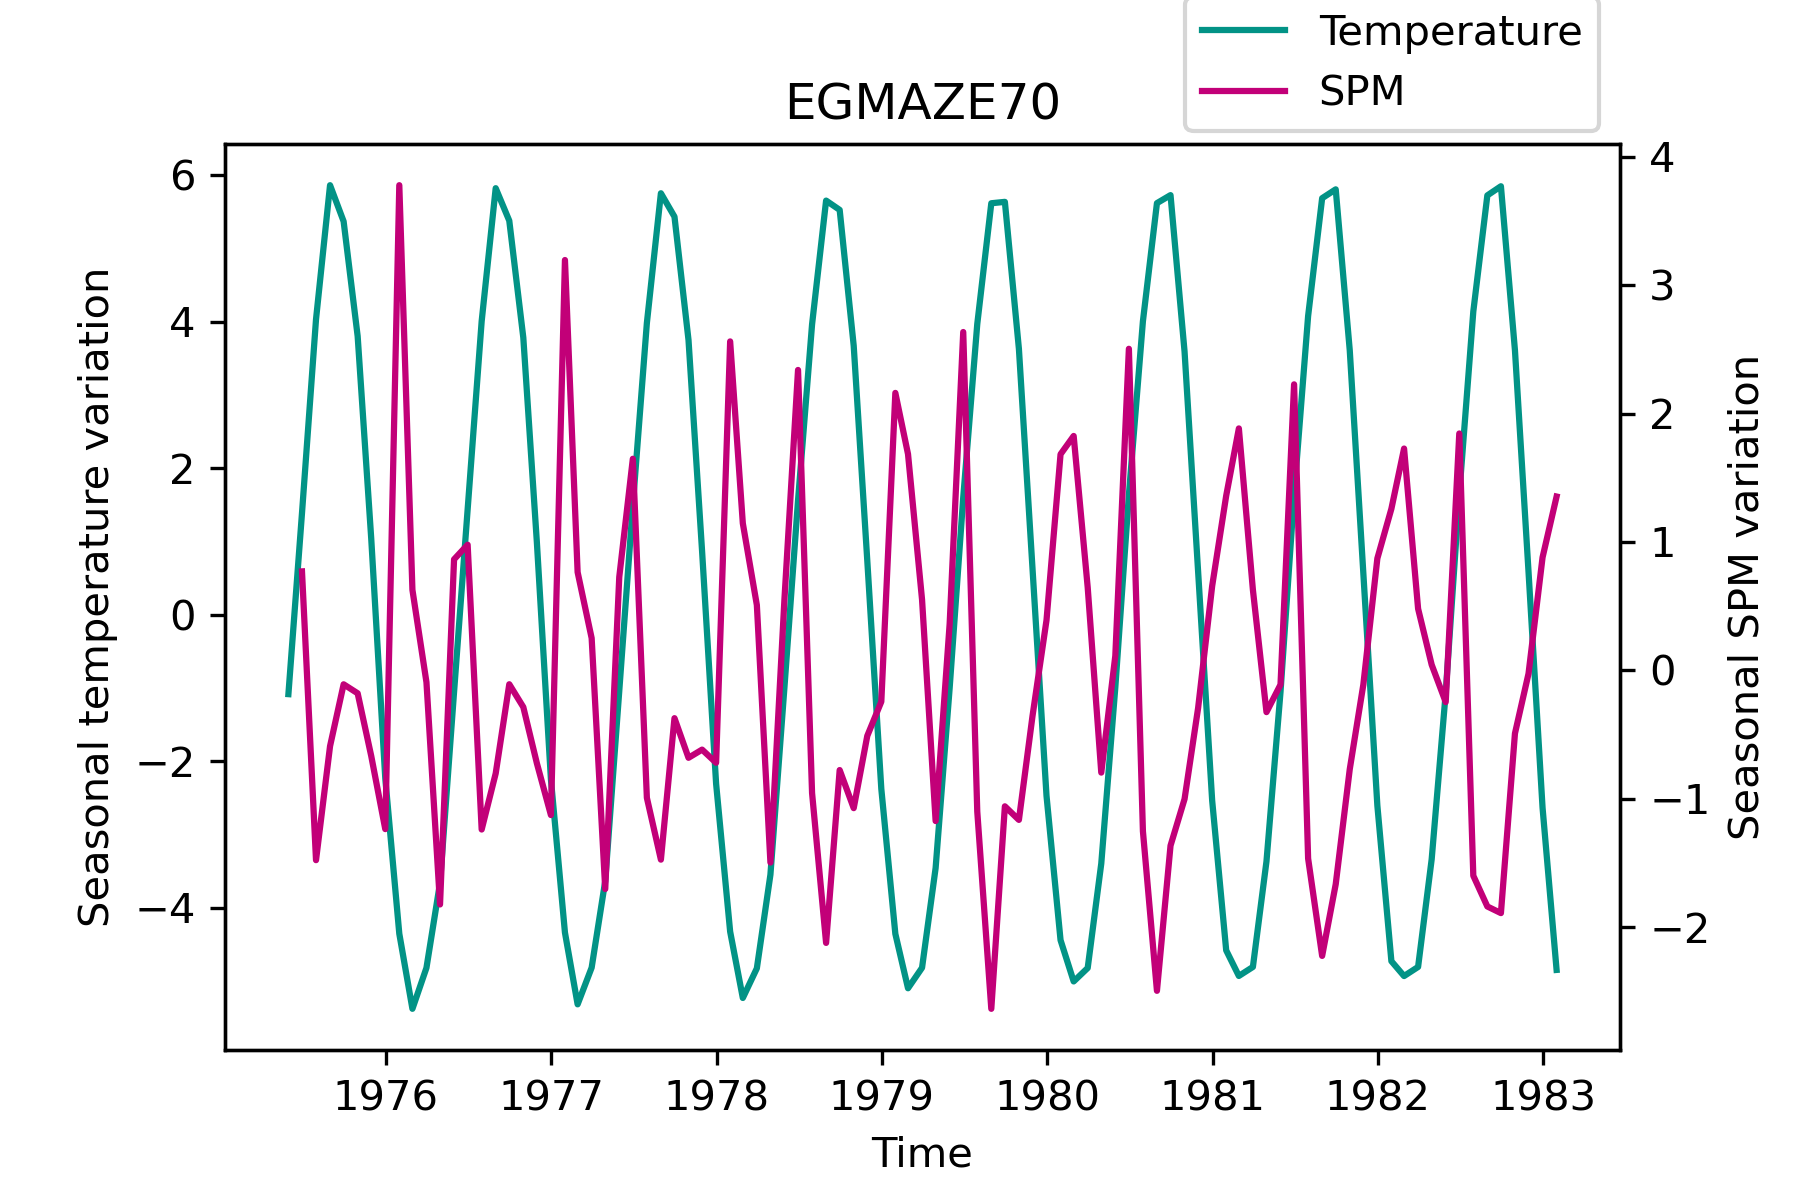 Temperature
SPM
EGMAZE70
6
4
2
0
−2
−4
Seasonal temperature variation
4
3
2
1
0
−1
−2
Seasonal SPM variation
1976 1977 1978 1979 1980 1981 1982 1983
Time